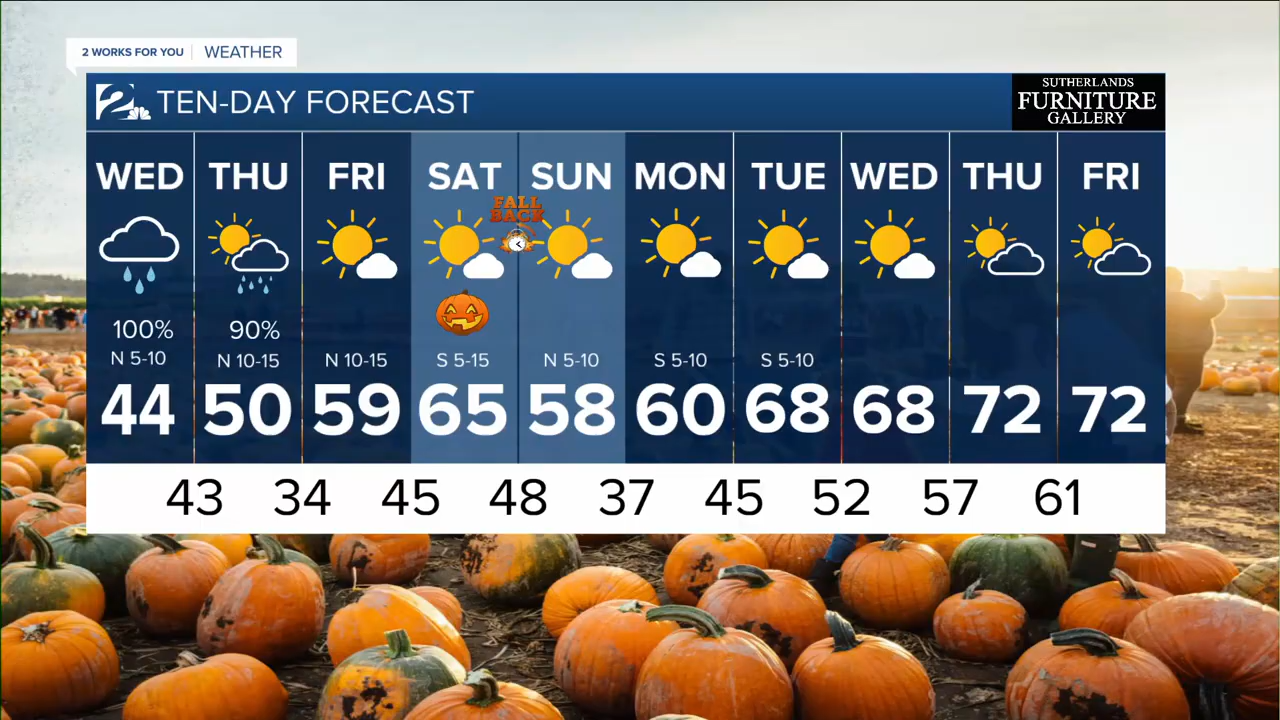 2 WORKS FOR YOU WEATHER
2 TEN-DAY FORECAST
SUTHERLANDS
FURNITURE
GALLERY
WED THU FRI SAT SUN MON TUE WED THU FRI
FALL
BACK
100% 90%
N 5-10 N 10-15 N 10-15 S 5-15 N 5-10 S 5-10 S 5-10
44 50 59 65 58 60 68 68 72 72
43 34 45 48 37 45 52 57 61